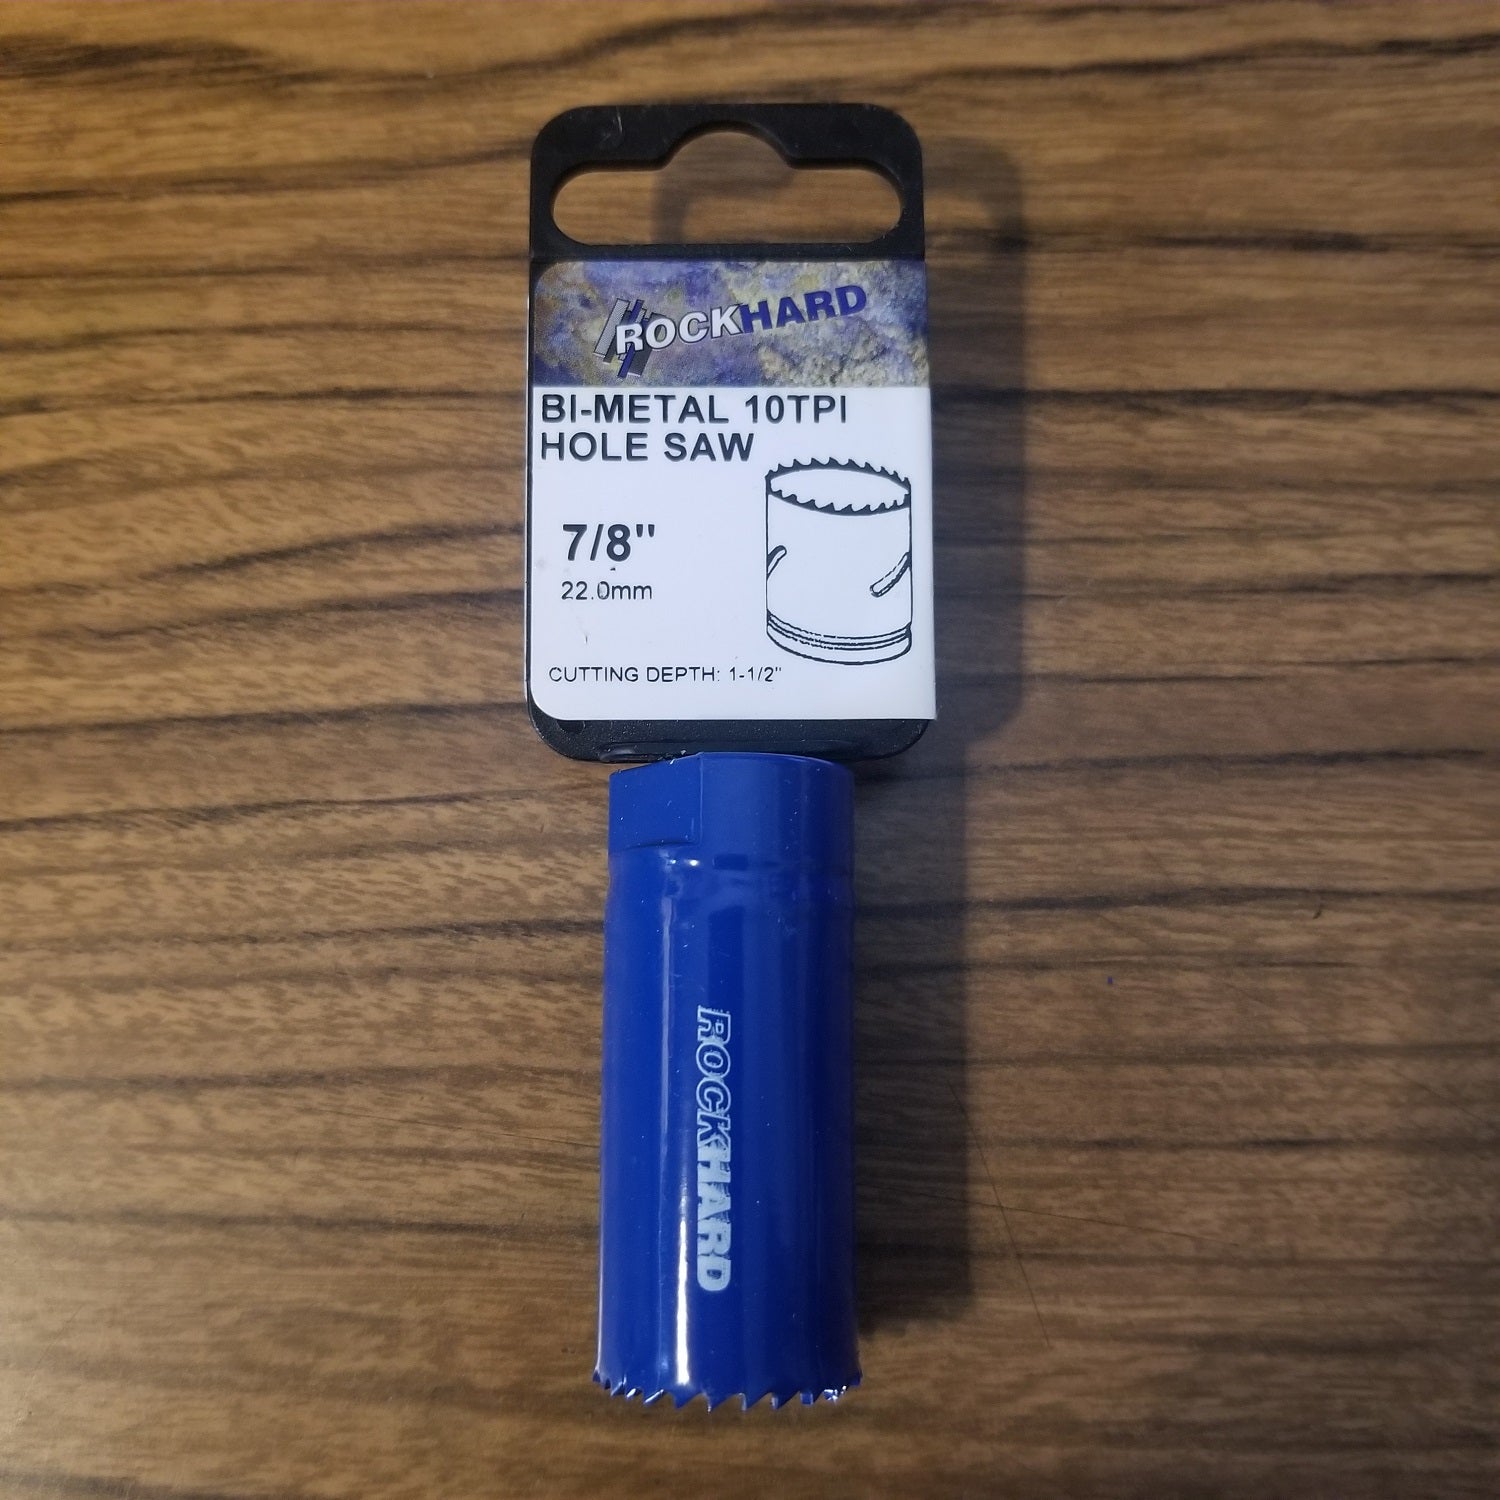 ROCKHARD
BI-METAL 10TPI
HOLE SAW
7/8"
22.0mm
CUTTING DEPTH: 1-1/2"
ROCKHARD